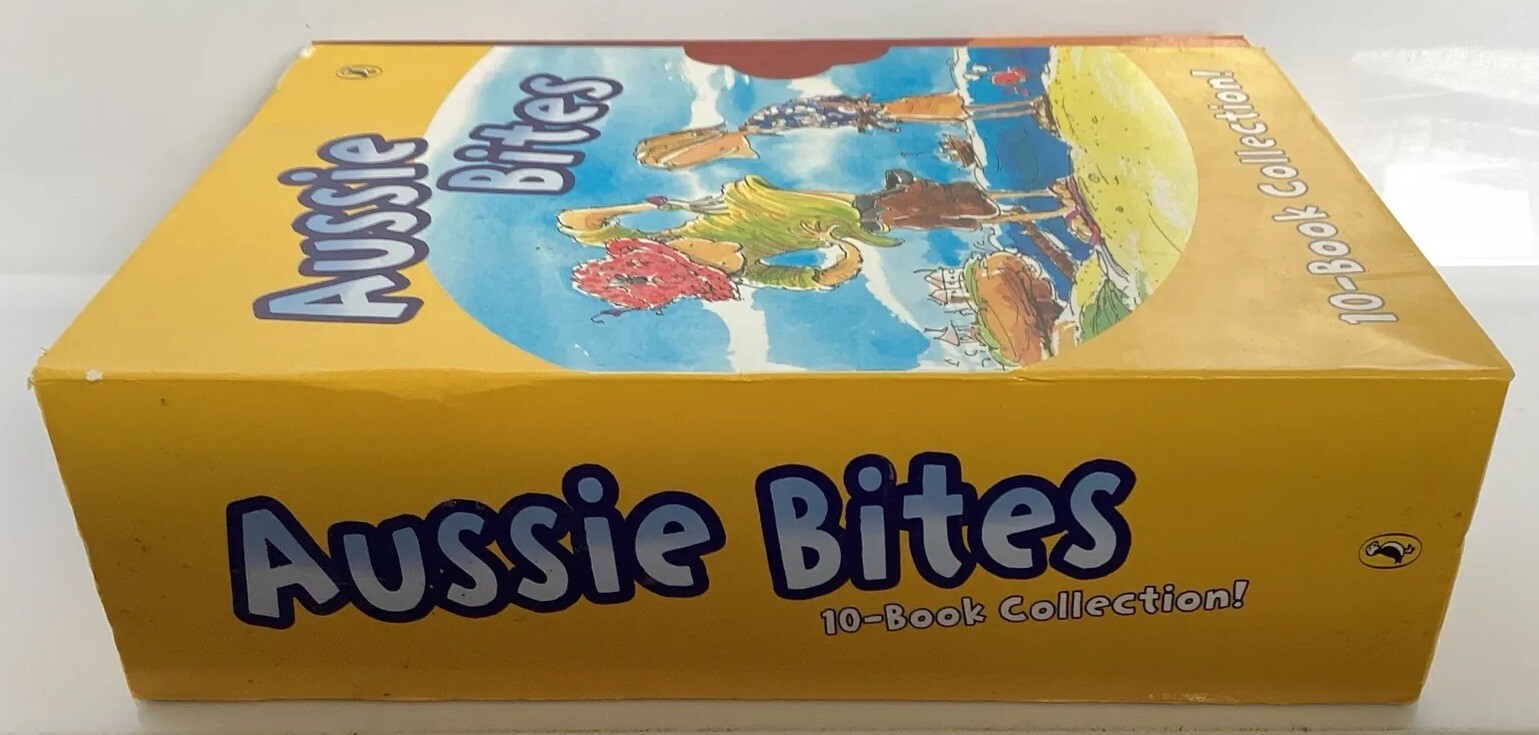 Aussie
Bites
10-Book Collection!
Aussie Bites
10-Book Collection!